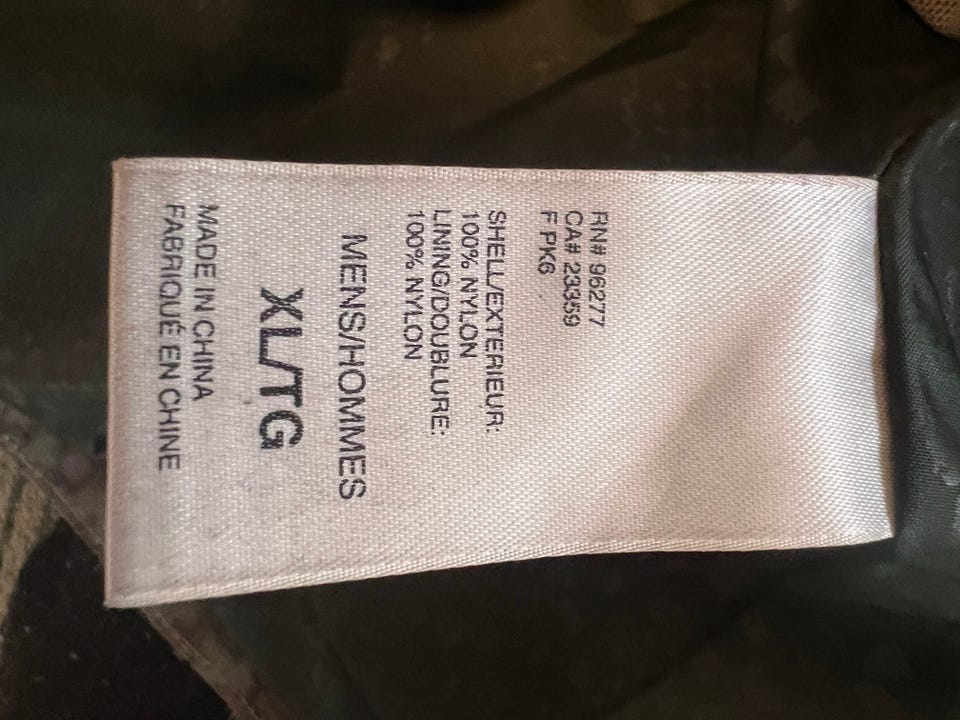 RN# 96277
CA# 23359
F PK6
SHELL/EXTERIEUR:
100% NYLON
LINING/DOUBLURE:
100% NYLON
MENS/HOMMES
XL/TG
MADE IN CHINA
FABRIQUÉ EN CHINE